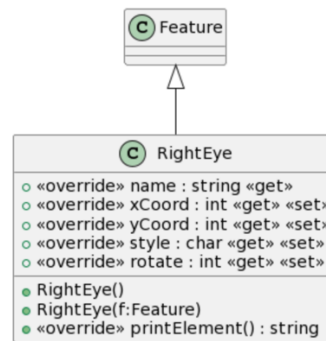 C Feature
C RightEye
«override» name : string «get»
«override» xCoord : int «get» «set»
«override» yCoord : int «get» «set»
«override» style : char «get» «set»
«override» rotate : int «get» «set»
RightEye()
RightEye(f:Feature)
«override» printElement() : string